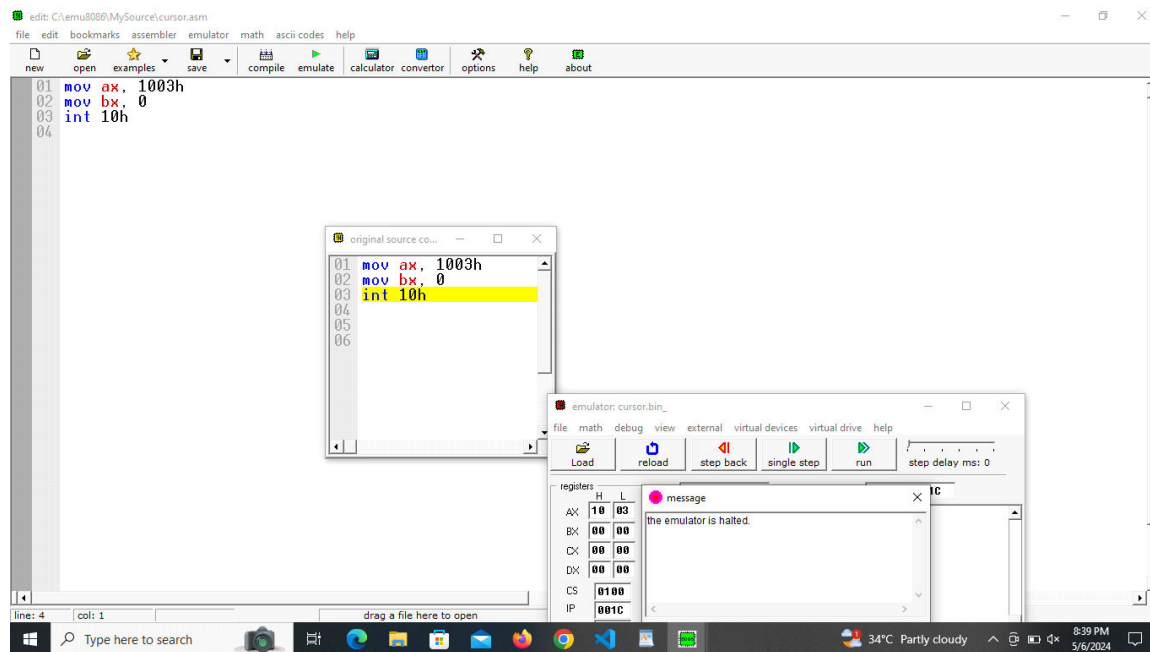 edit: C:\emu8086\MySource\cursor.asm
file edit bookmarks assembler emulator math ascii codes help
new open examples save compile emulate calculator convertor options help about
01 mov ax, 1003h
02 mov bx, 0
03 int 10h
04
original source co...
01 mov ax, 1003h
02 mov bx, 0
03 int 10h
04
05
06
emulator: cursor.bin_
file math debug view external virtual devices virtual drive help
Load reload step back single step run step delay ms: 0
registers
H L
AX 10 03
BX 00 00
CX 00 00
DX 00 00
CS 0100
IP 001C
1C
message
the emulator is halted.
line: 4 col: 1 drag a file here to open
Type here to search
34°C Partly cloudy
8:39 PM
5/6/2024